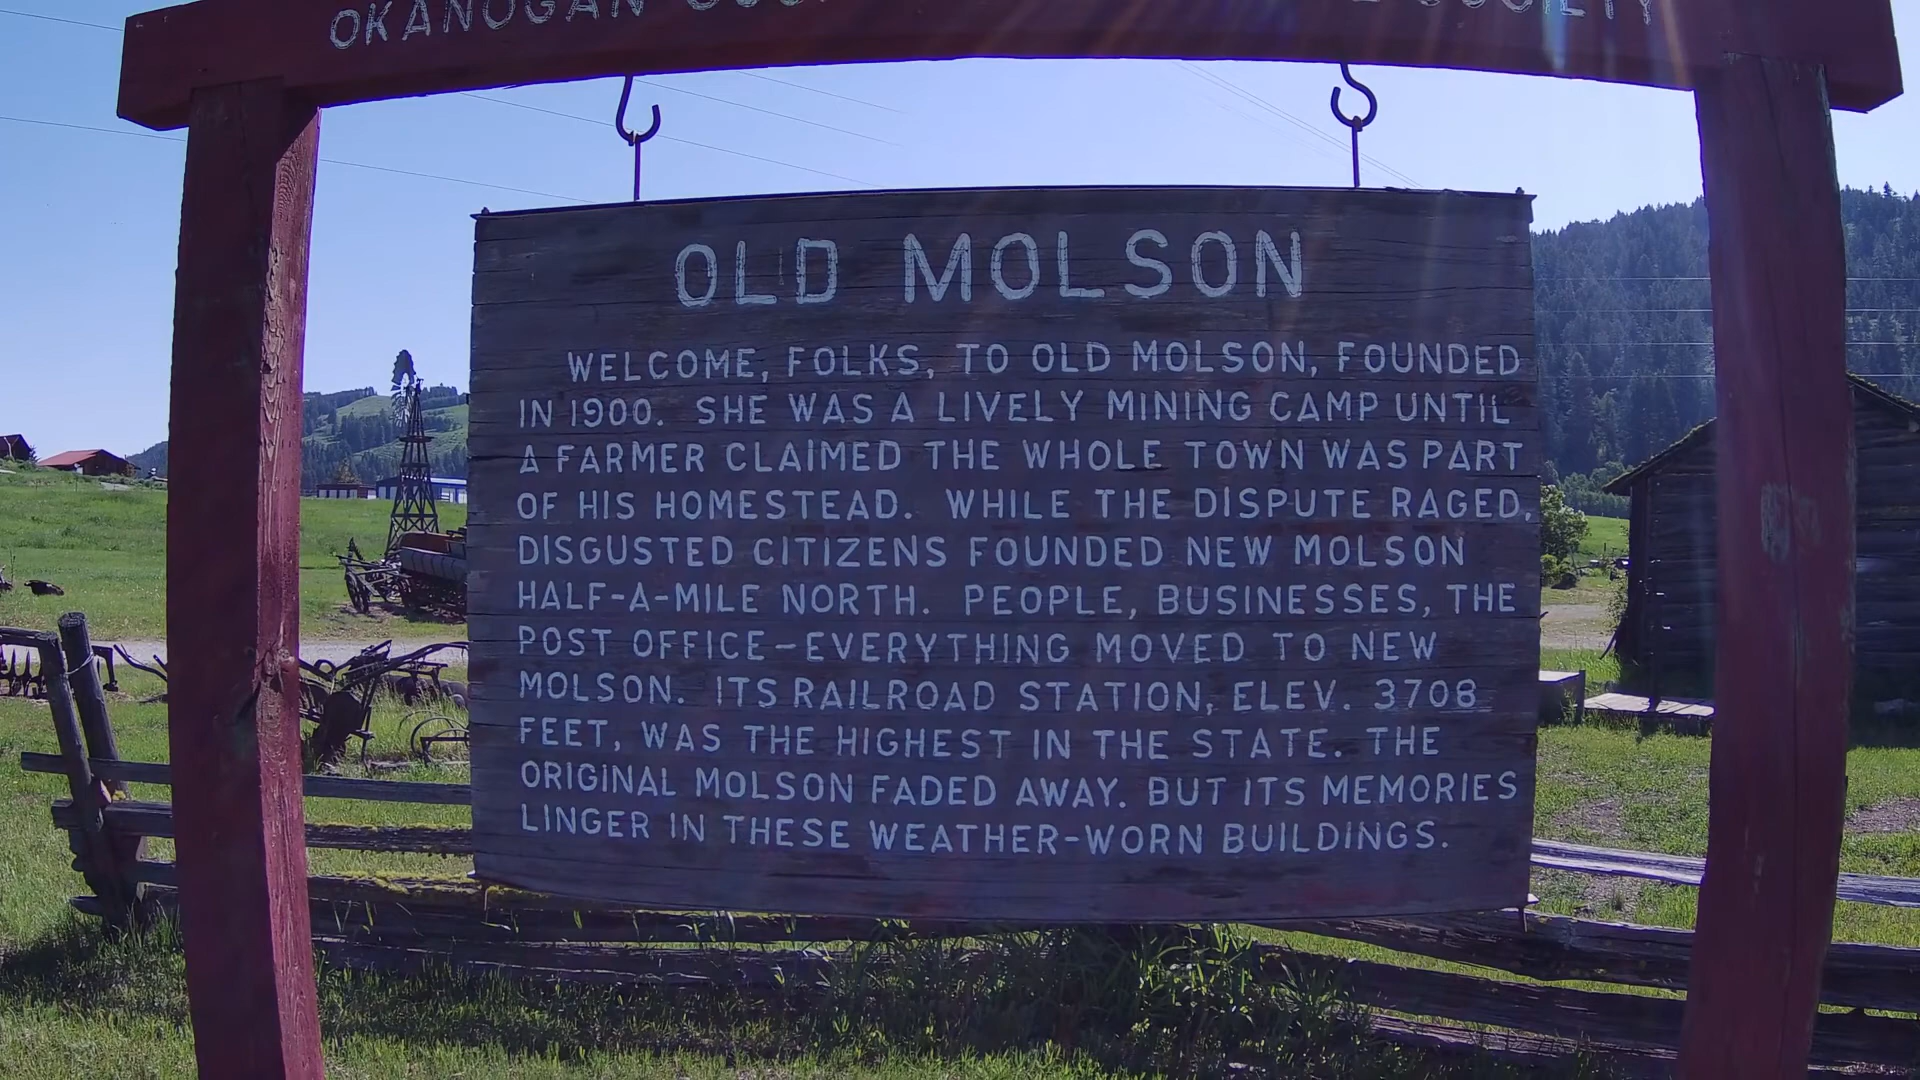 OKANOGAN SOCIETY
OLD MOLSON
WELCOME, FOLKS, TO OLD MOLSON, FOUNDED
IN 1900. SHE WAS A LIVELY MINING CAMP UNTIL
A FARMER CLAIMED THE WHOLE TOWN WAS PART
OF HIS HOMESTEAD. WHILE THE DISPUTE RAGED,
DISGUSTED CITIZENS FOUNDED NEW MOLSON
HALF-A-MILE NORTH. PEOPLE, BUSINESSES, THE
POST OFFICE-EVERYTHING MOVED TO NEW
MOLSON. ITS RAILROAD STATION, ELEV. 3708
FEET, WAS THE HIGHEST IN THE STATE. THE
ORIGINAL MOLSON FADED AWAY. BUT ITS MEMORIES
LINGER IN THESE WEATHER-WORN BUILDINGS.